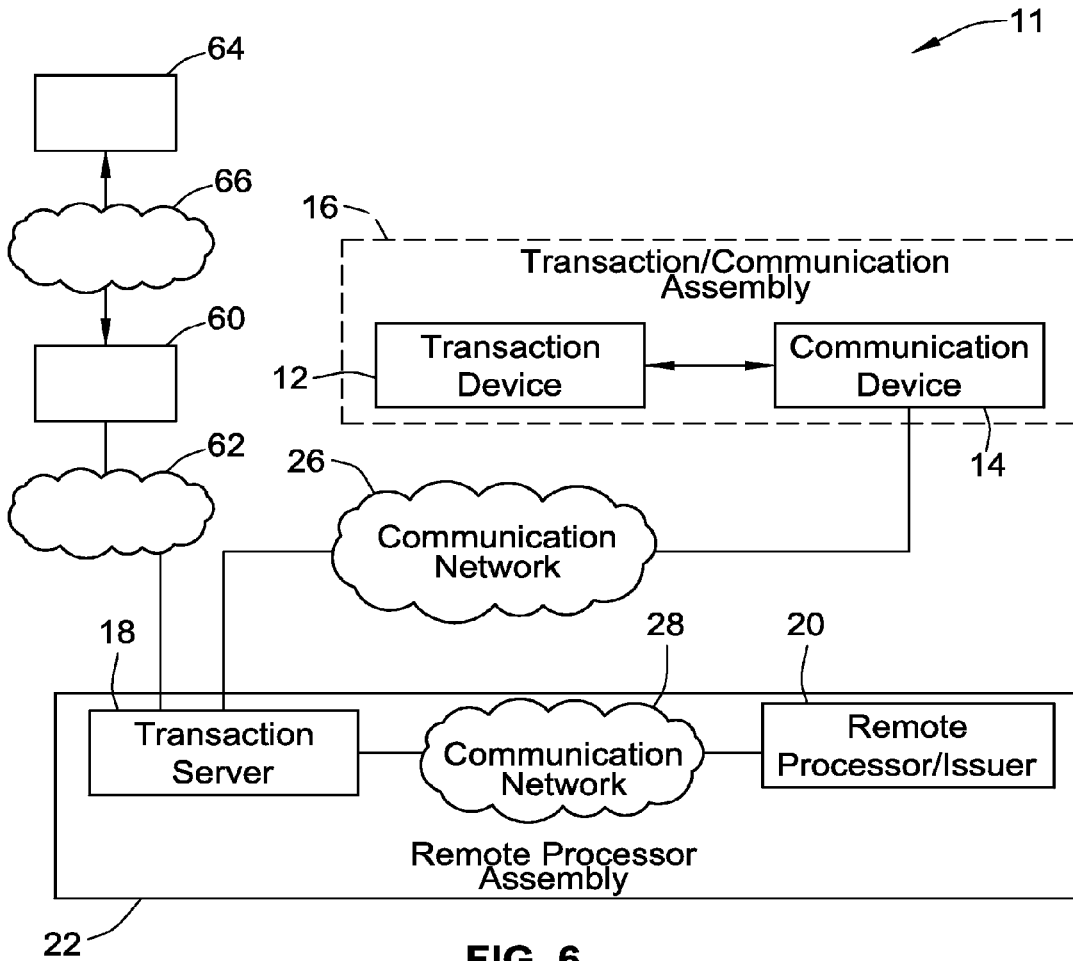 11
64
66
16
Transaction/Communication
Assembly
60
12
Transaction
Device
Communication
Device
14
62
26
Communication
Network
18
28
20
Transaction
Server
Communication
Network
Remote
Processor/Issuer
Remote Processor
Assembly
22
FIG. 6